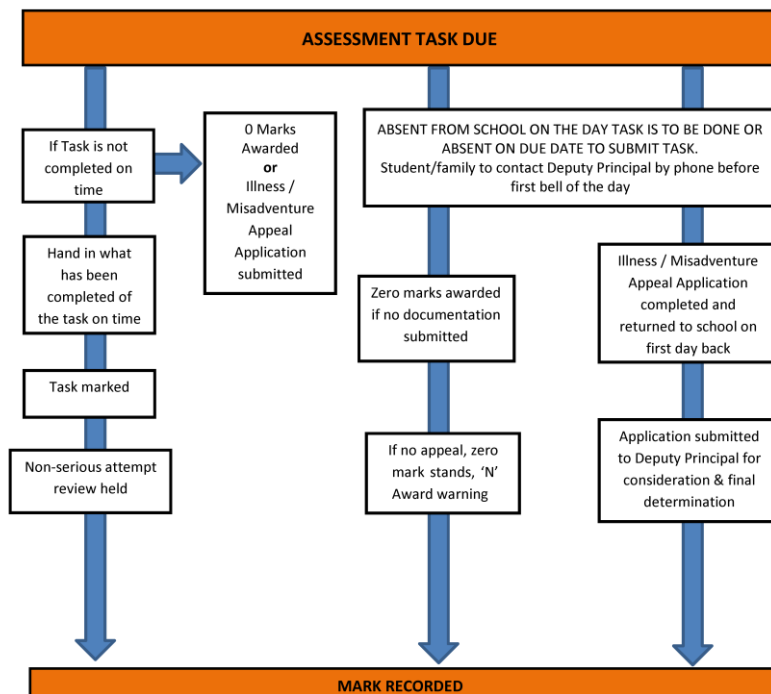 ASSESSMENT TASK DUE
If Task is not
completed on
time
0 Marks
Awarded
or
Illness /
Misadventure
Appeal
Application
submitted
ABSENT FROM SCHOOL ON THE DAY TASK IS TO BE DONE OR
ABSENT ON DUE DATE TO SUBMIT TASK.
Student/family to contact Deputy Principal by phone before
first bell of the day
Hand in what
has been
completed of
the task on time
Zero marks awarded
if no documentation
submitted
Illness / Misadventure
Appeal Application
completed and
returned to school on
first day back
Task marked
Non-serious attempt
review held
If no appeal, zero
mark stands, ‘N’
Award warning
Application submitted
to Deputy Principal for
consideration & final
determination
MARK RECORDED